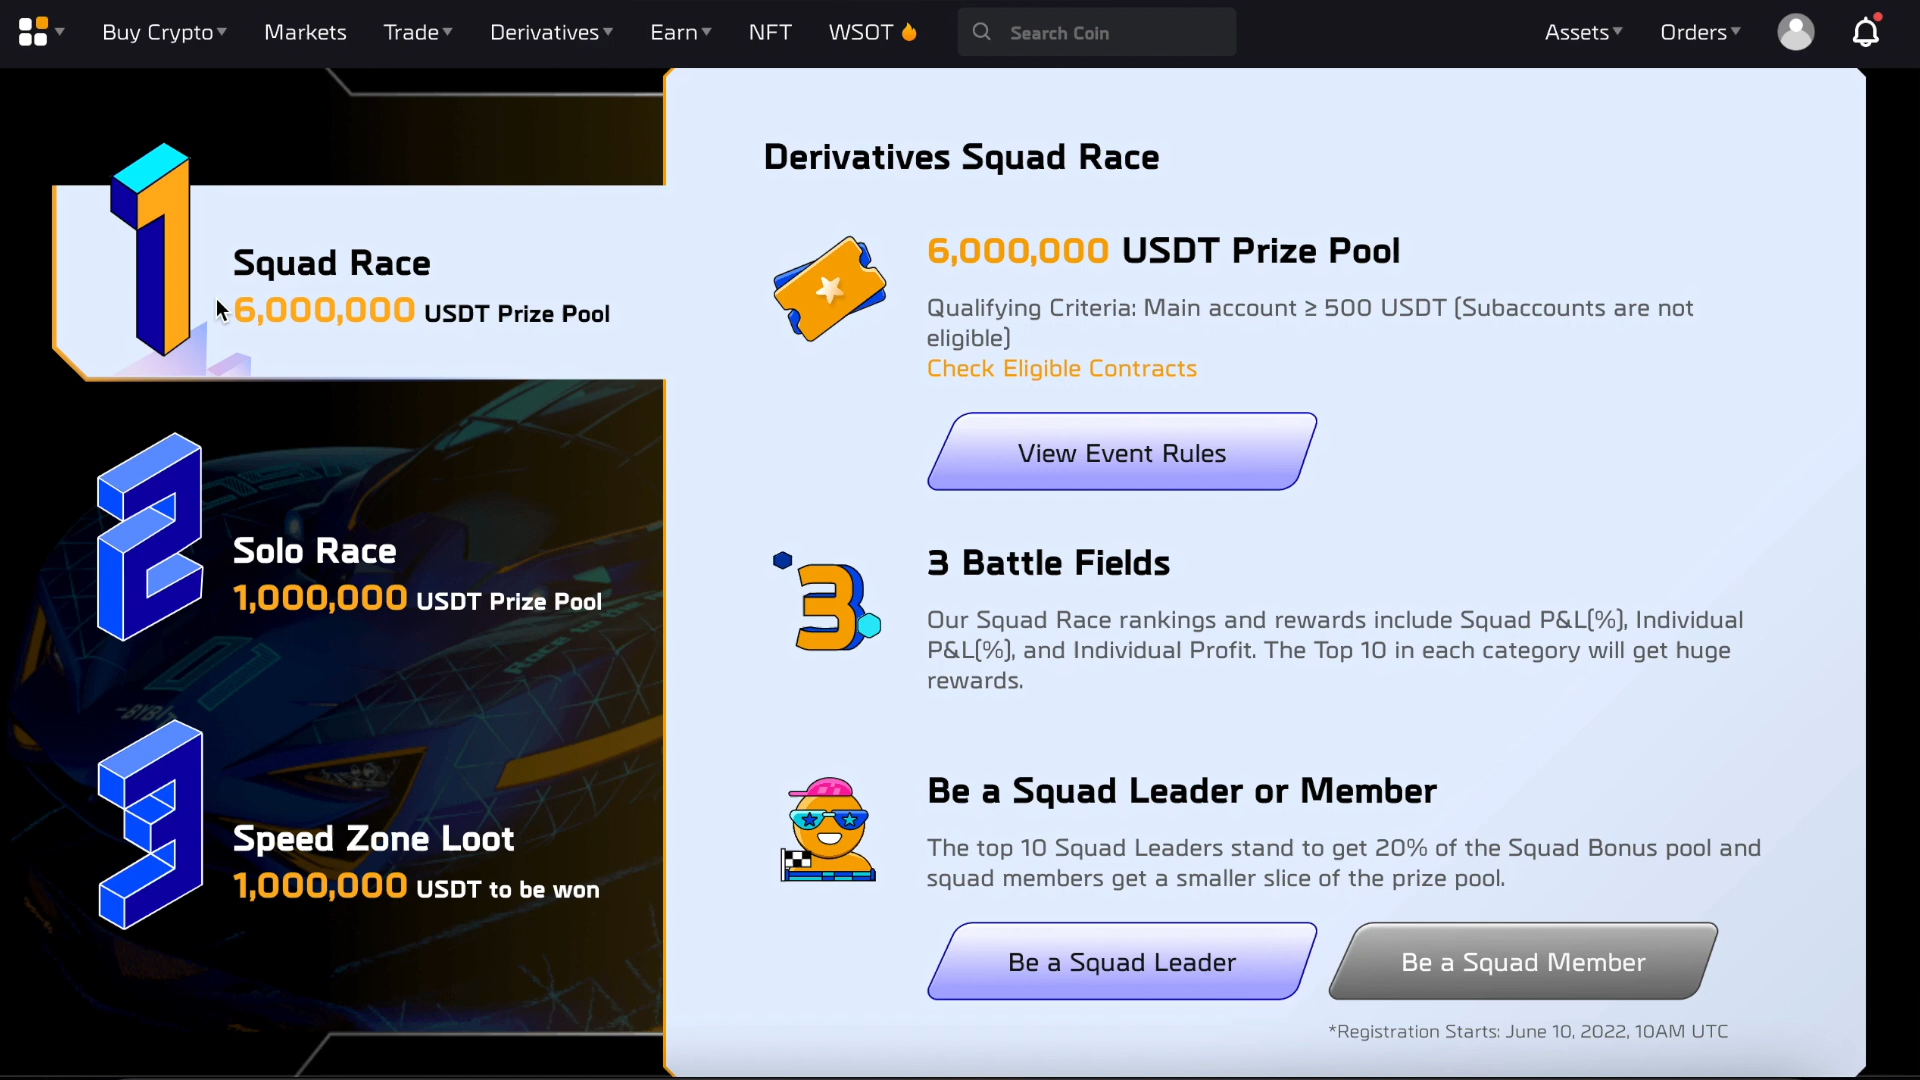 Buy Crypto Markets Trade Derivatives Earn NFT WSOT Search Coin Assets Orders
1
Squad Race
6,000,000 USDT Prize Pool
2
Solo Race
1,000,000 USDT Prize Pool
3
Speed Zone Loot
1,000,000 USDT to be won
Derivatives Squad Race
6,000,000 USDT Prize Pool
Qualifying Criteria: Main account ≥ 500 USDT (Subaccounts are not
eligible)
Check Eligible Contracts
View Event Rules
3
3 Battle Fields
Our Squad Race rankings and rewards include Squad P&L(%), Individual
P&L(%), and Individual Profit. The Top 10 in each category will get huge
rewards.
Be a Squad Leader or Member
The top 10 Squad Leaders stand to get 20% of the Squad Bonus pool and
squad members get a smaller slice of the prize pool.
Be a Squad Leader
Be a Squad Member
*Registration Starts: June 10, 2022, 10AM UTC